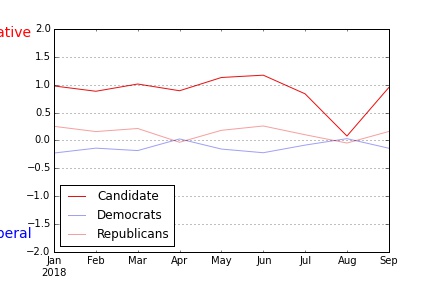 ative
2.0
1.5
1.0
0.5
0.0
−0.5
−1.0
−1.5
−2.0
peral
Candidate
Democrats
Republicans
Jan Feb Mar Apr May Jun Jul Aug Sep
2018